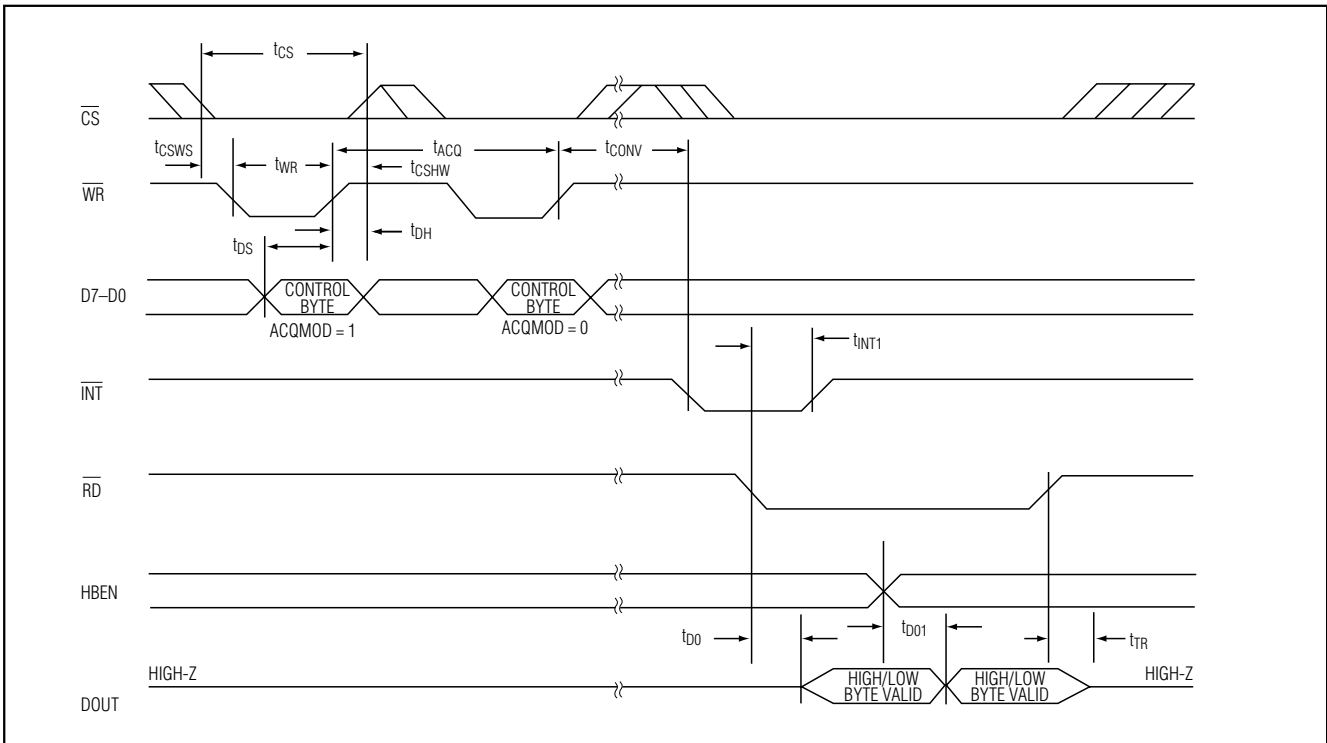 tCS
CS
tCSWS
tWR
tACQ
tCSHW
tCONV
WR
tDS
tDH
D7–D0
CONTROL
BYTE
ACQMOD = 1
CONTROL
BYTE
ACQMOD = 0
tINT1
INT
RD
HBEN
tD0
tD01
tTR
HIGH-Z
DOUT
HIGH/LOW
BYTE VALID
HIGH/LOW
BYTE VALID
HIGH-Z